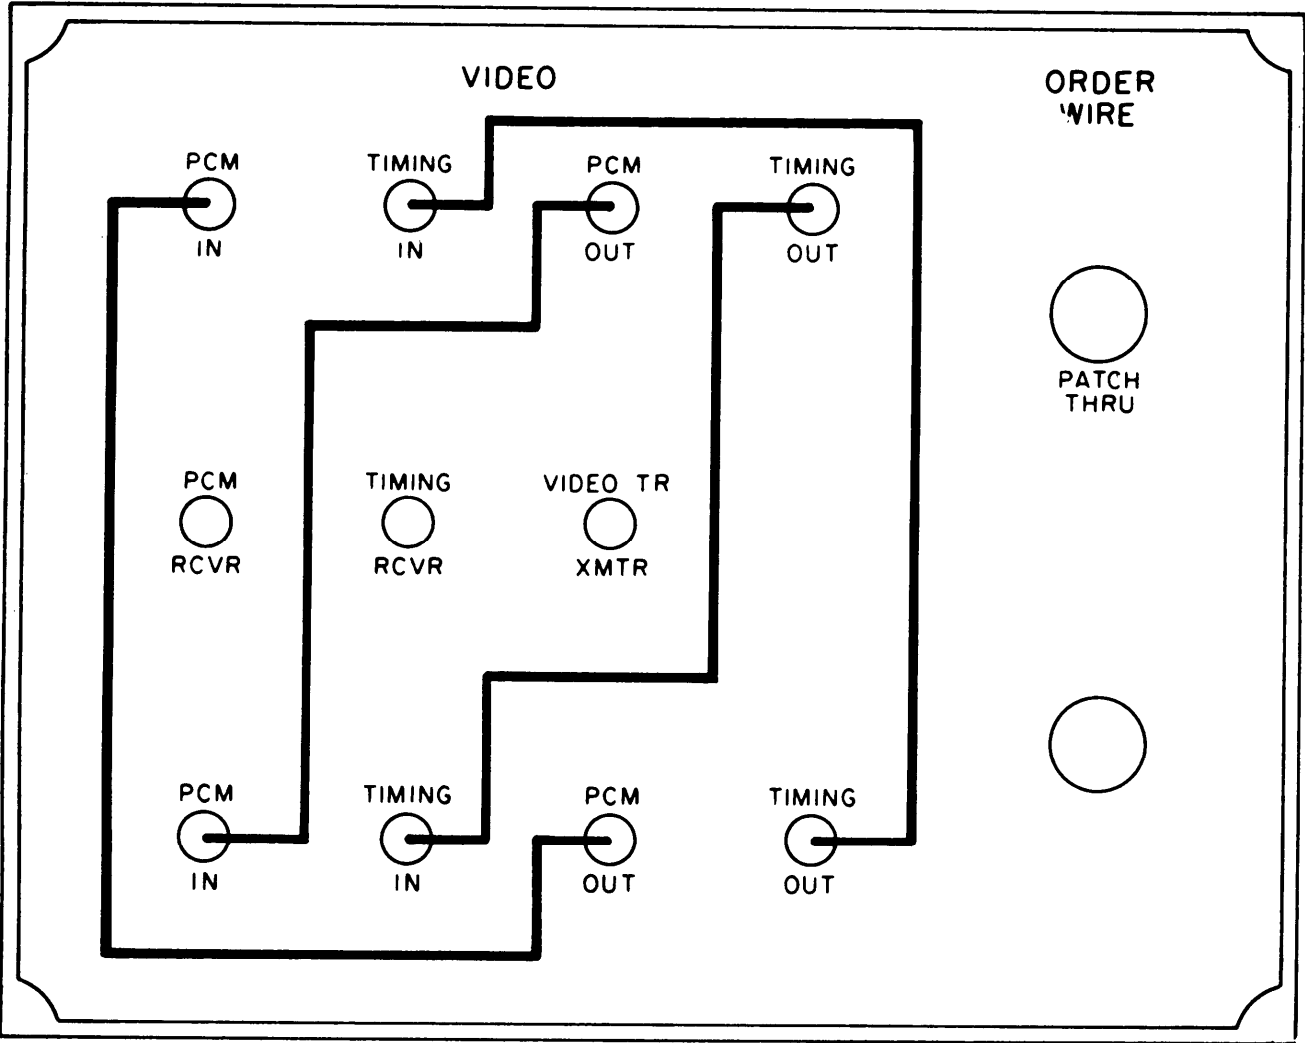 VIDEO
ORDER
WIRE
PCM
TIMING
PCM
TIMING
IN
IN
OUT
OUT
PATCH
THRU
PCM
TIMING
VIDEO TR
RCVR
RCVR
XMTR
PCM
TIMING
PCM
TIMING
IN
IN
OUT
OUT